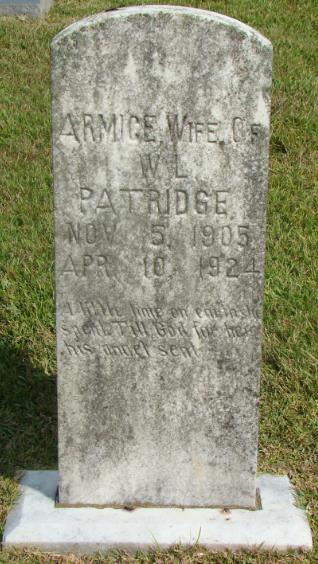 ARMICE, WIFE, OF
W. L.
PATRIDGE
NOV. 5, 1905
APR. 10, 1924
A little time on earth she
spent. Till God for her
his angel sent